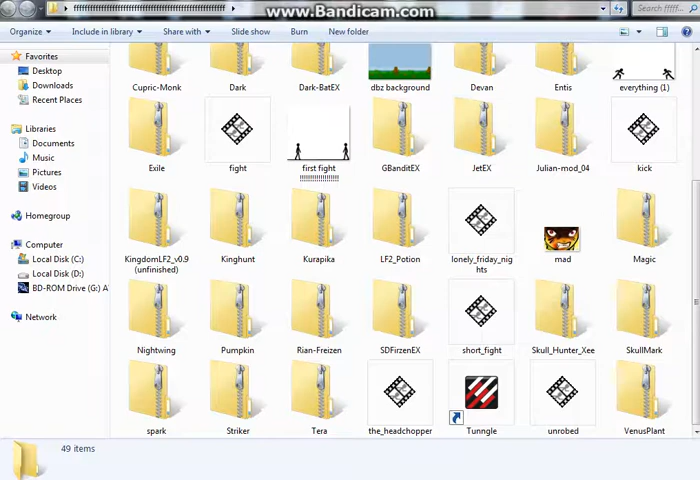 www.Bandicam.com
Search fffff...
Organize Include in library Share with Slide show Burn New folder
Favorites
Desktop
Downloads
Recent Places
Libraries
Documents
Music
Pictures
Videos
Homegroup
Computer
Local Disk (C:)
Local Disk (D:)
BD-ROM Drive (G:) A
Network
Cupric-Monk Dark Dark-BatEX dbz background Devan Entis everything (1)
Exile fight first fight !!!!!!!!!!!!!!!!!! GBanditEX JetEX Julian-mod_04 kick
KingdomLF2_v0.9 (unfinished) Kinghunt Kurapika LF2_Potion lonely_friday_nights mad Magic
Nightwing Pumpkin Rian-Freizen SDFirzenEX short_fight Skull_Hunter_Xee SkullMark
spark Striker Tera the_headchopper Tunngle unrobed VenusPlant
49 items